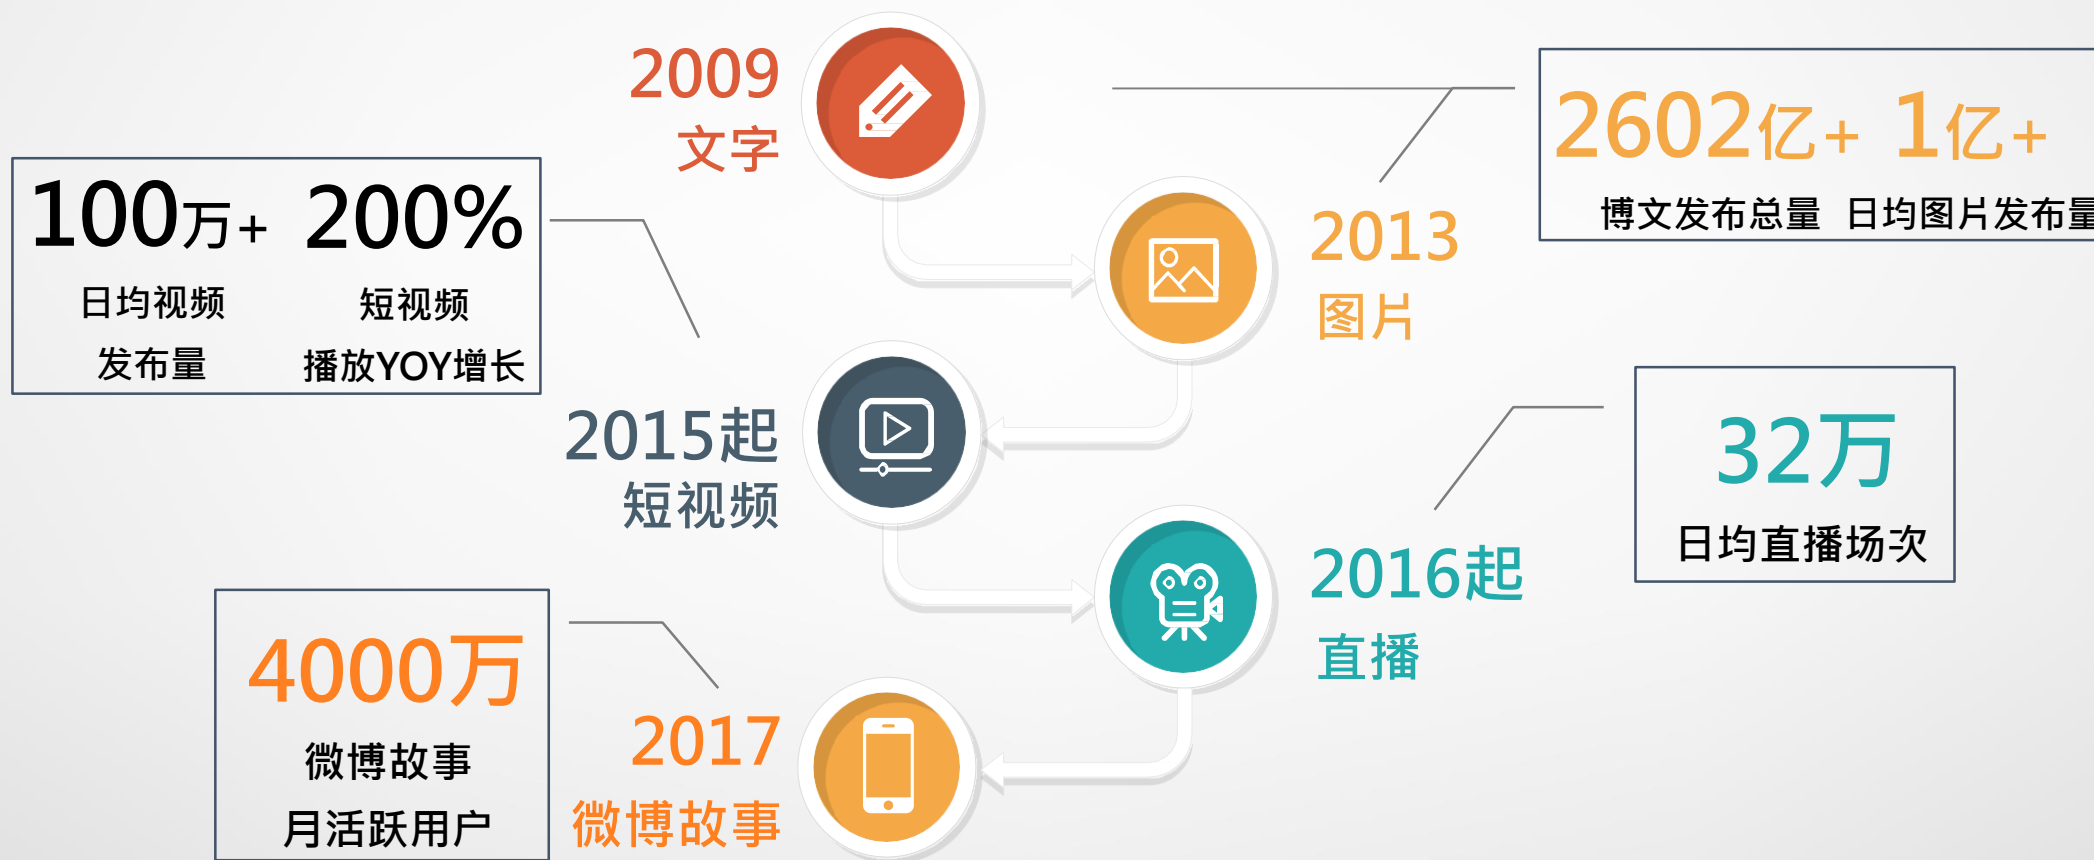 2009
文字
2602亿+ 1亿+
博文发布总量 日均图片发布量
100万+ 200%
日均视频 短视频
发布量 播放YOY增长
2013
图片
2015起
短视频
32万
日均直播场次
2016起
直播
4000万
微博故事
月活跃用户
2017
微博故事